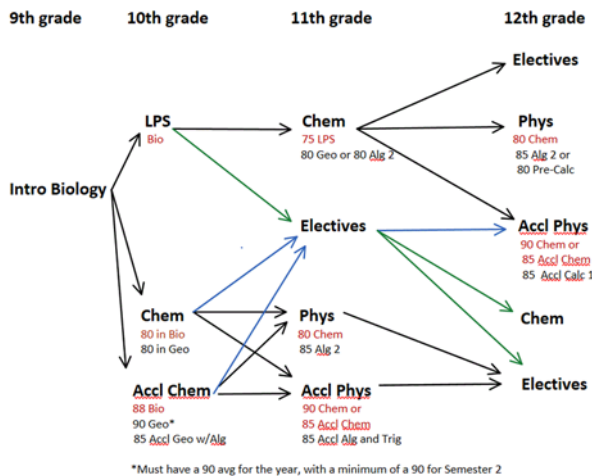 9th grade
10th grade
11th grade
12th grade
Electives
LPS
Bio
Chem
75 LPS
80 Geo or 80 Alg 2
Phys
80 Chem
85 Alg 2 or
80 Pre-Calc
Intro Biology
Electives
Accl Phys
90 Chem or
85 Accl Chem
85 Accl Calc 1
Chem
80 in Bio
80 in Geo
Phys
80 Chem
85 Alg 2
Chem
Accl Chem
88 Bio
90 Geo*
85 Accl Geo w/Alg
Accl Phys
90 Chem or
85 Accl Chem
85 Accl Alg and Trig
Electives
*Must have a 90 avg for the year, with a minimum of a 90 for Semester 2